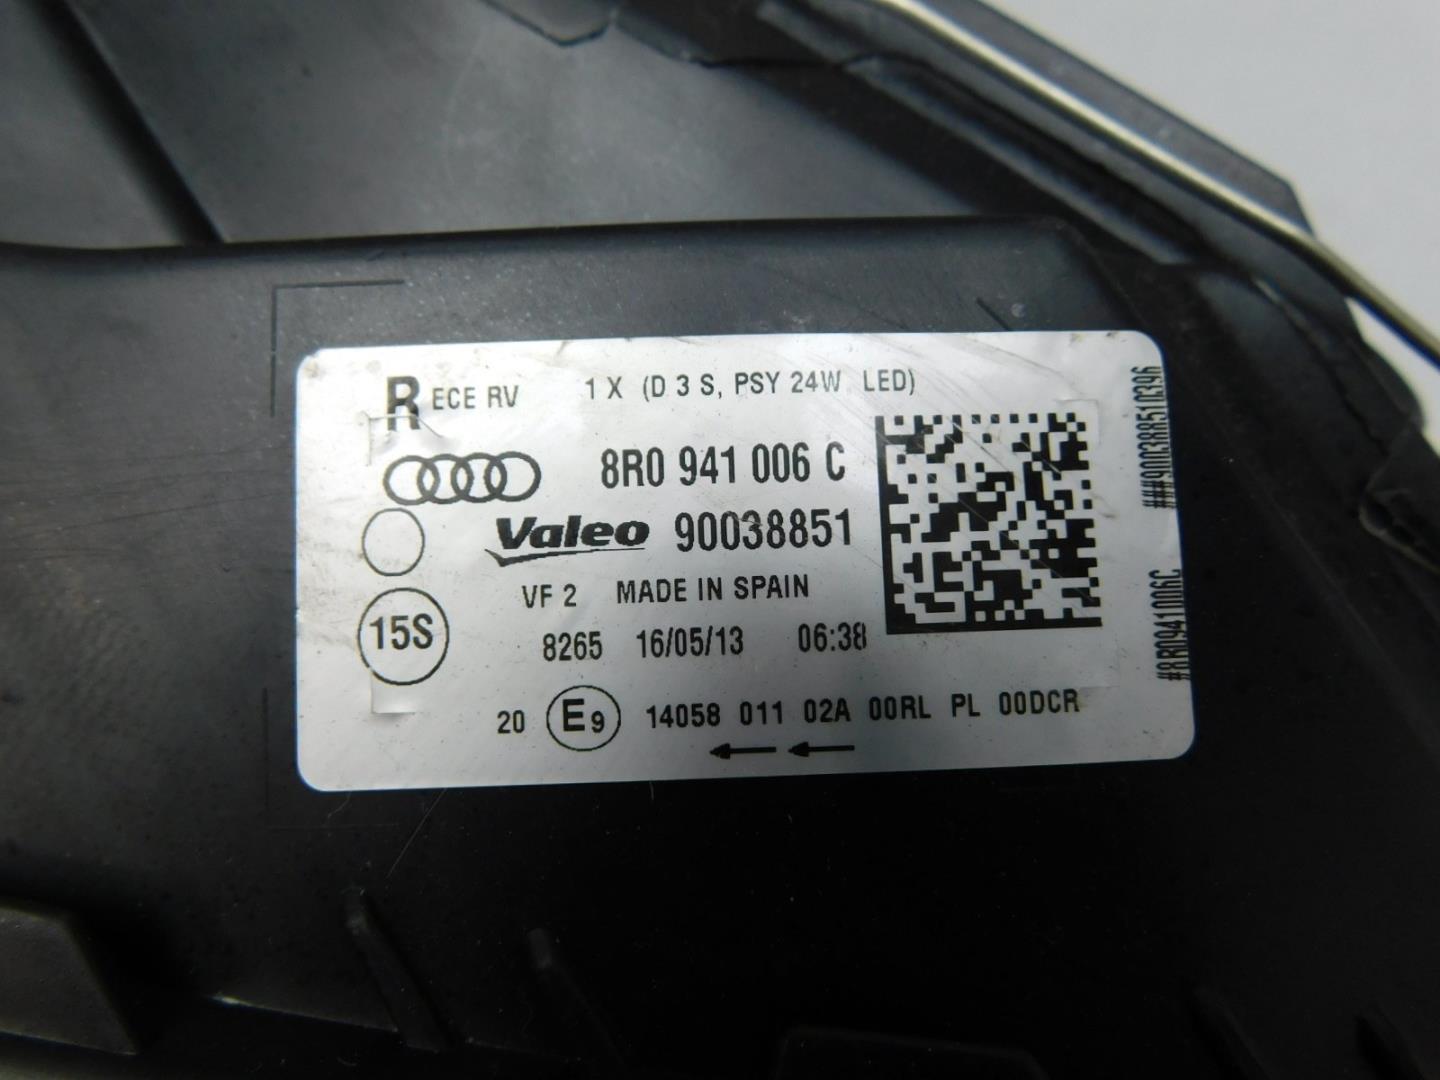 R ECE RV 1 X (D 3 S, PSY 24W LED)
8R0 941 006 C
Valeo 90038851
VF 2 MADE IN SPAIN
15S
8265 16/05/13 06:38
20 E9 14058 011 02A 00RL PL 00DCR
###900388510396
#8R0941006C